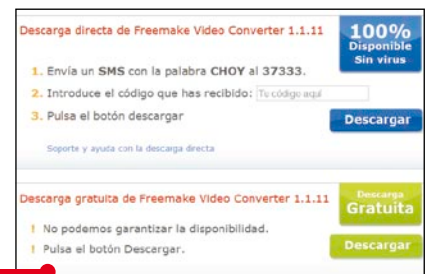 Descarga directa de Freemake Video Converter 1.1.11
100%
Disponible
Sin virus
1. Envía un SMS con la palabra CHOY al 37333.
2. Introduce el código que has recibido: Tu código aquí
3. Pulsa el botón descargar
Descargar
Soporte y ayuda con la descarga directa
Descarga gratuita de Freemake Video Converter 1.1.11
Descarga
Gratuita
! No podemos garantizar la disponibilidad.
! Pulsa el botón Descargar.
Descargar